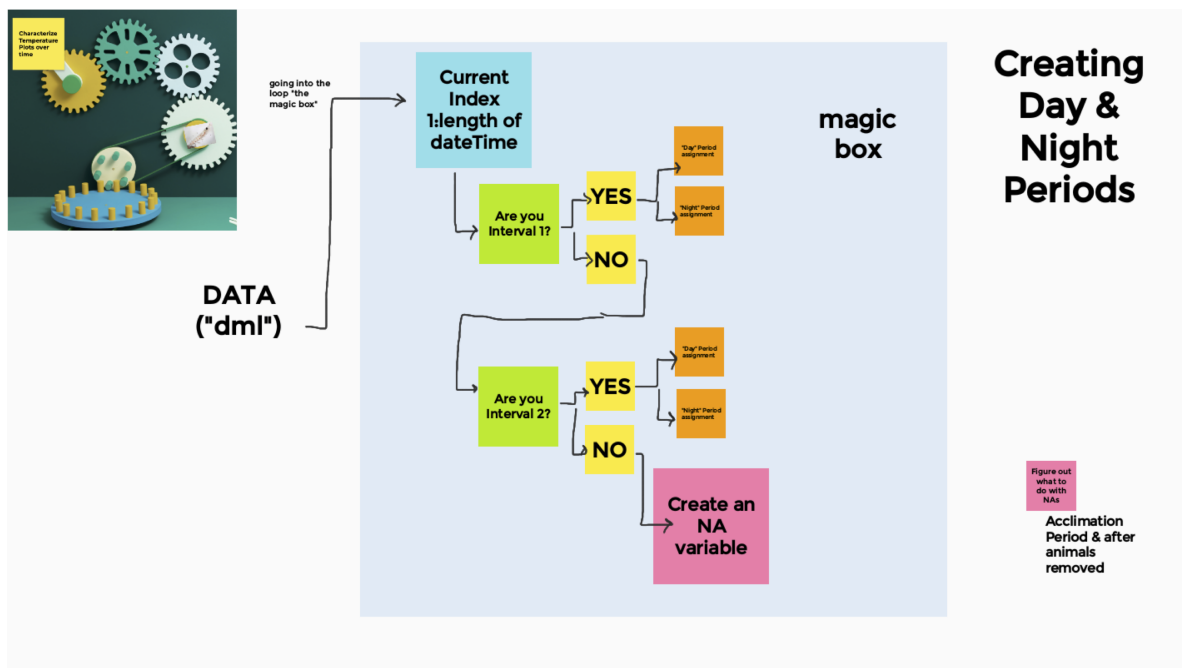 Characterize
Temperature
Plots over
time
going into the
loop "the
magic box"
DATA
("dml")
Current
Index
1:length of
dateTime
magic
box
Creating
Day &
Night
Periods
Are you
Interval 1?
YES
"Day" Period
assignment
"Night" Period
assignment
NO
Are you
Interval 2?
YES
"Day" Period
assignment
"Night" Period
assignment
NO
Create an
NA
variable
Figure out
what to
do with
NAs
Acclimation
Period & after
animals
removed